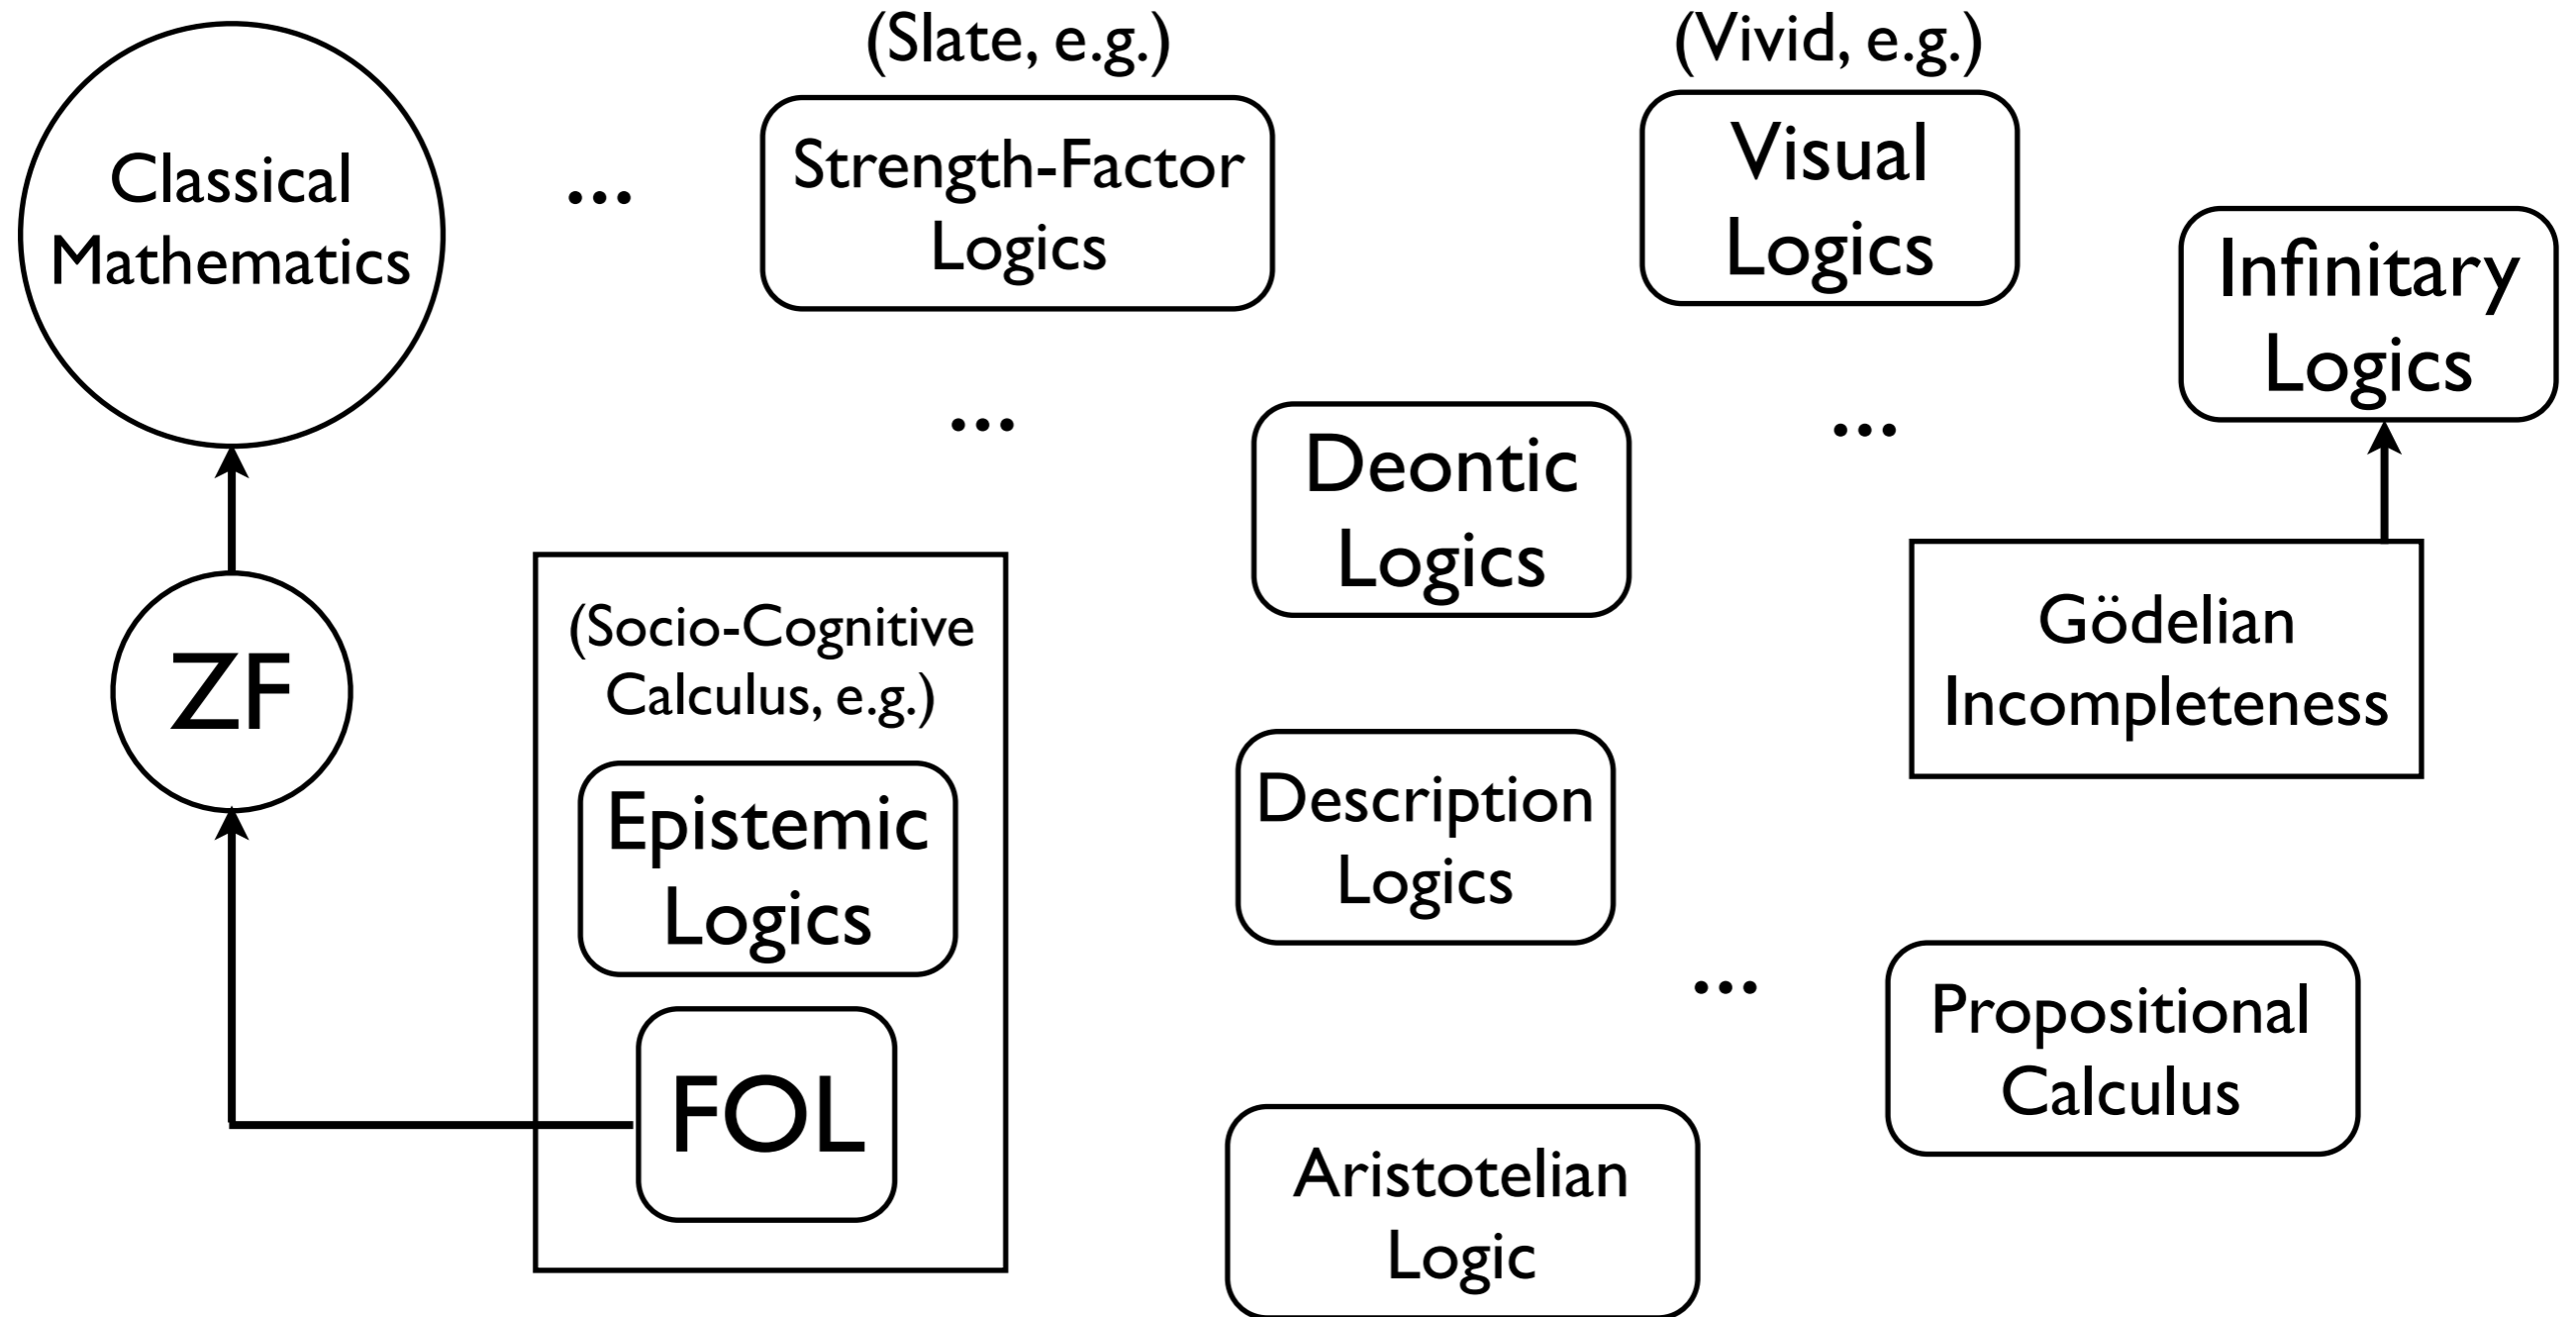 (Slate, e.g.)
(Vivid, e.g.)
Classical
Mathematics
...
Strength-Factor
Logics
Visual
Logics
Infinitary
Logics
...
Deontic
Logics
...
ZF
(Socio-Cognitive
Calculus, e.g.)
Epistemic
Logics
FOL
Gödelian
Incompleteness
Description
Logics
...
Propositional
Calculus
Aristotelian
Logic